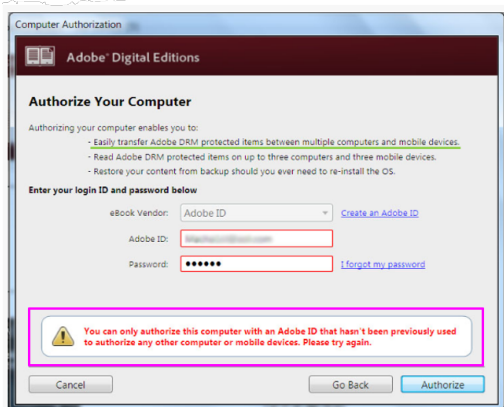 Computer Authorization
Adobe® Digital Editions
Authorize Your Computer
Authorizing your computer enables you to:
- Easily transfer Adobe DRM protected items between multiple computers and mobile devices.
- Read Adobe DRM protected items on up to three computers and three mobile devices.
- Restore your content from backup should you ever need to re-install the OS.
Enter your login ID and password below
eBook Vendor: Adobe ID Create an Adobe ID
Adobe ID:
Password: •••••• I forgot my password
You can only authorize this computer with an Adobe ID that hasn't been previously used
to authorize any other computer or mobile devices. Please try again.
Cancel Go Back Authorize